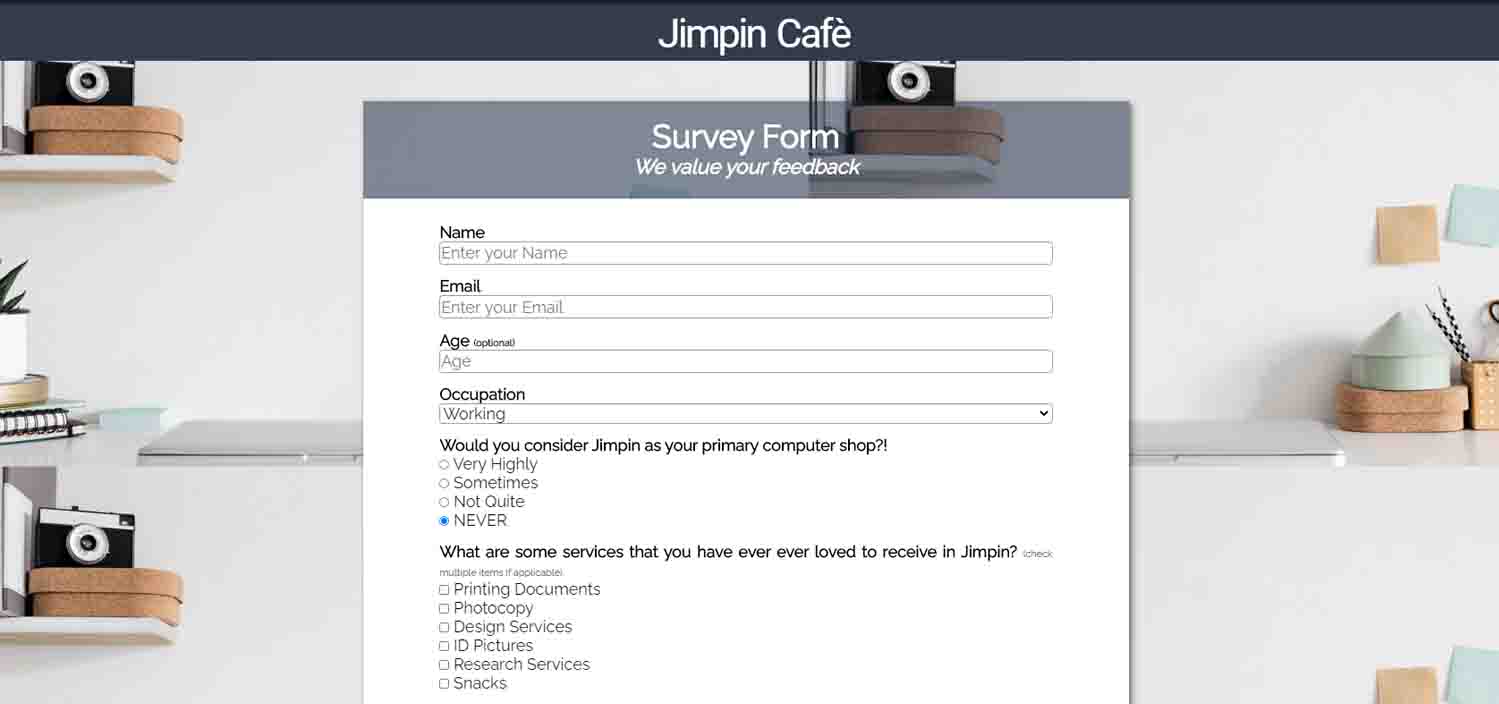 Jimpin Cafè
Survey Form
We value your feedback
Name
Enter your Name
Email
Enter your Email
Age (optional)
Age
Occupation
Working
Would you consider Jimpin as your primary computer shop?!
Very Highly
Sometimes
Not Quite
NEVER
What are some services that you have ever ever loved to receive in Jimpin? (check
multiple items if applicable)
Printing Documents
Photocopy
Design Services
ID Pictures
Research Services
Snacks